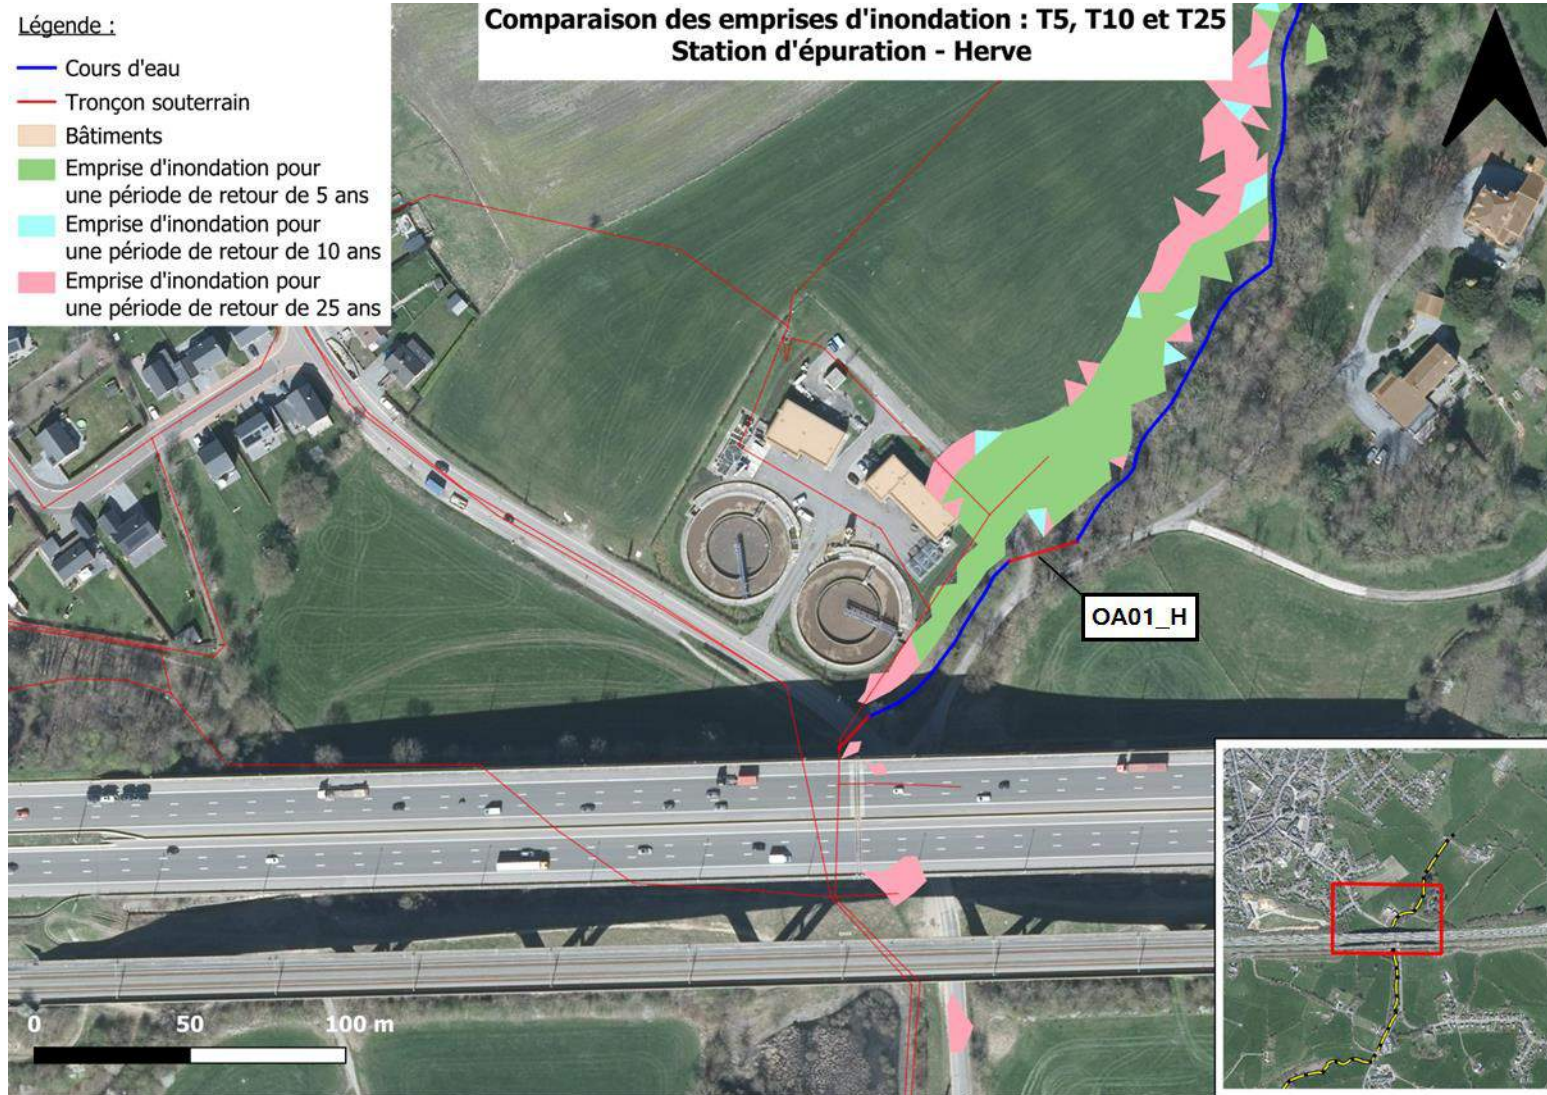 Comparaison des emprises d'inondation : T5, T10 et T25
Station d'épuration - Herve
Légende :
Cours d'eau
Tronçon souterrain
Bâtiments
Emprise d'inondation pour
une période de retour de 5 ans
Emprise d'inondation pour
une période de retour de 10 ans
Emprise d'inondation pour
une période de retour de 25 ans
OA01_H
0 50 100 m